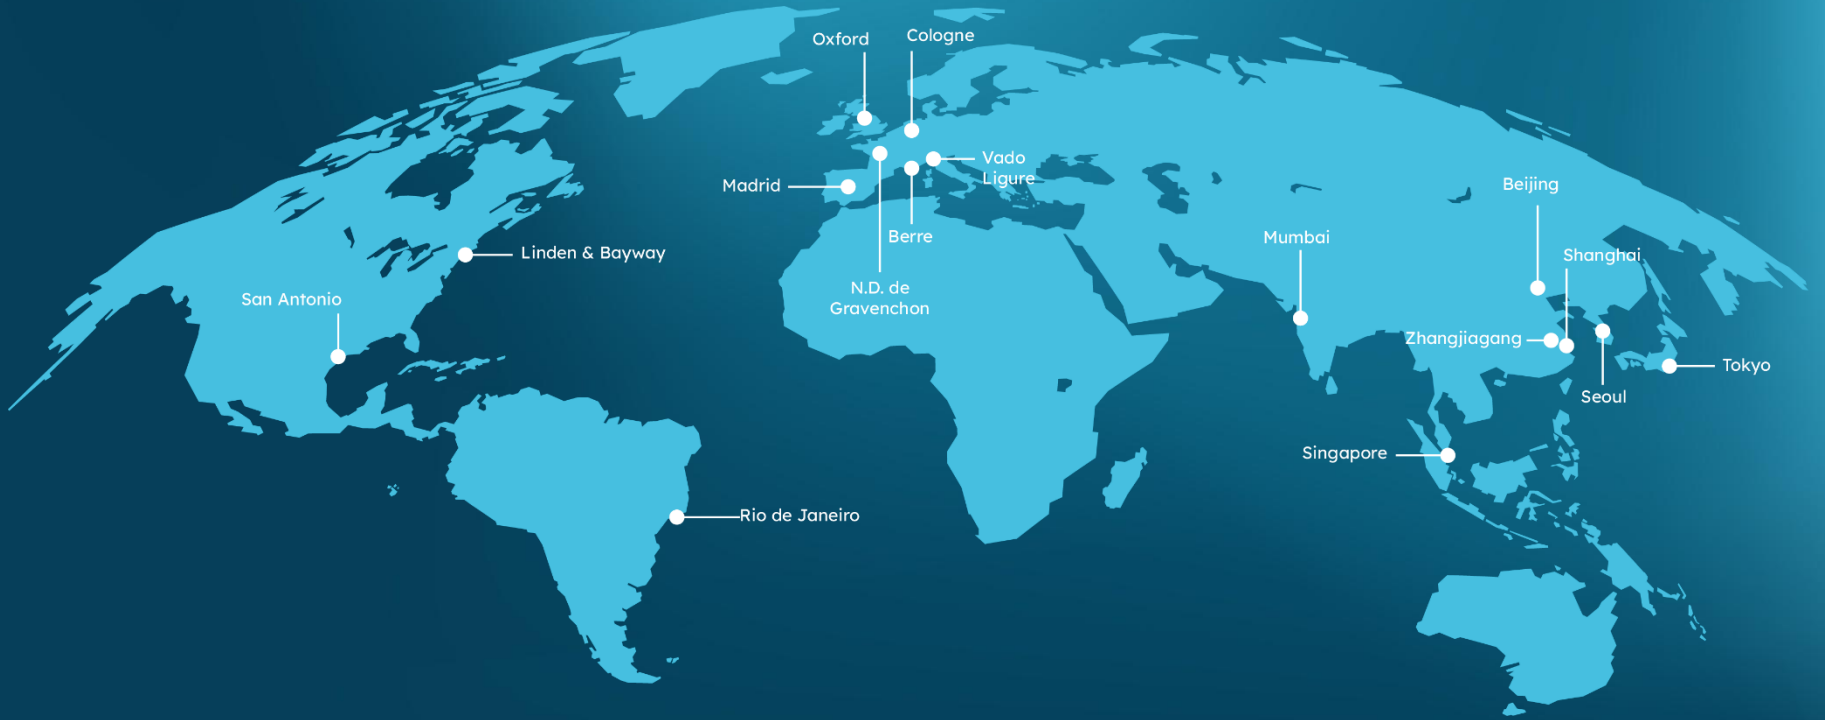 Oxford
Cologne
Vado
Ligure
Madrid
Beijing
Berre
Mumbai
Linden & Bayway
Shanghai
N.D. de
Gravenchon
San Antonio
Zhangjiagang
Tokyo
Seoul
Singapore
Rio de Janeiro